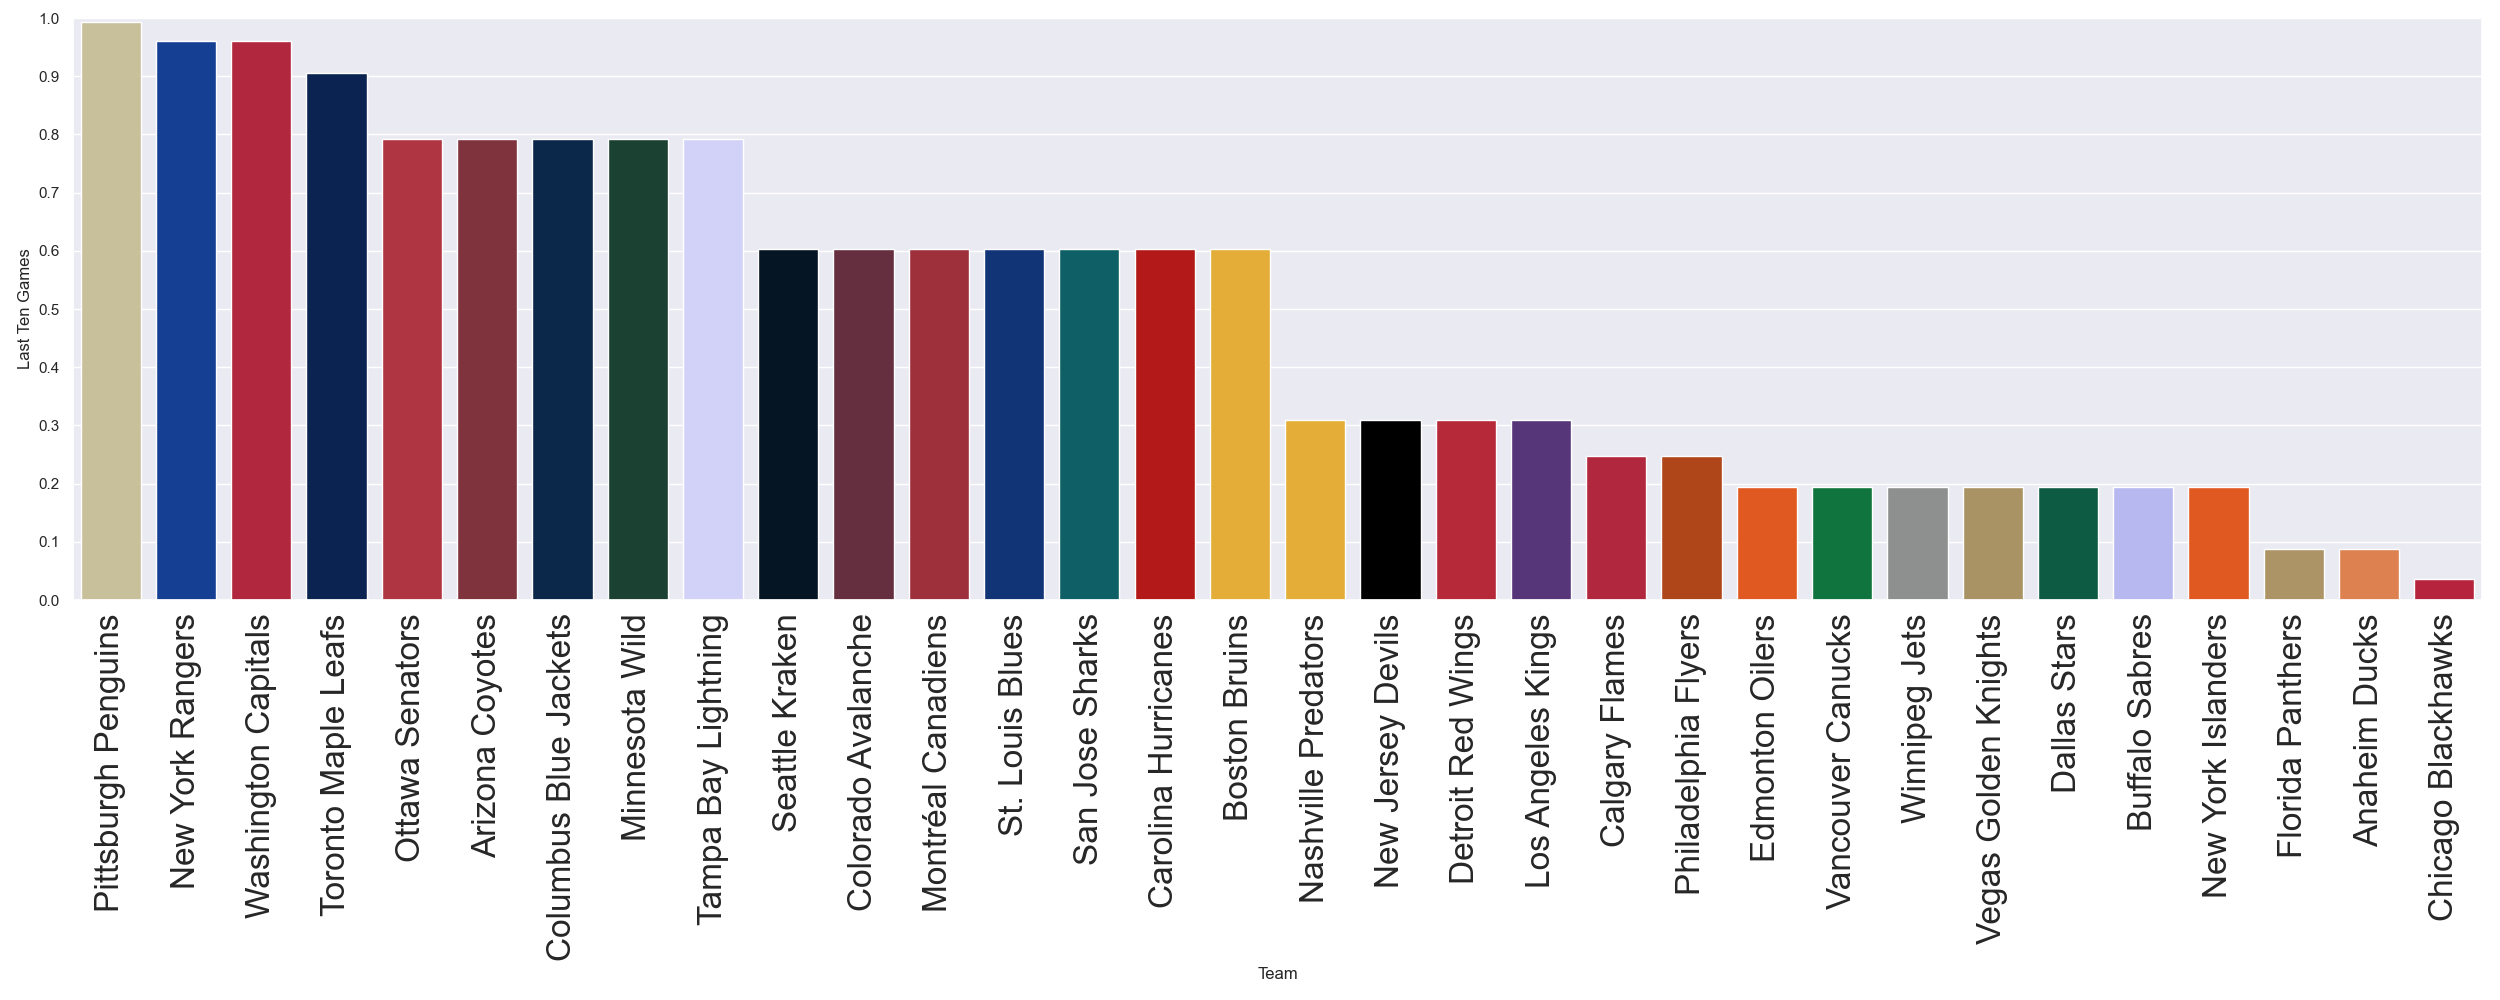 1.0
0.9
0.8
0.7
0.6
0.5
0.4
0.3
0.2
0.1
0.0
Last Ten Games
Pittsburgh Penguins
New York Rangers
Washington Capitals
Toronto Maple Leafs
Ottawa Senators
Arizona Coyotes
Columbus Blue Jackets
Minnesota Wild
Tampa Bay Lightning
Seattle Kraken
Colorado Avalanche
Montréal Canadiens
St. Louis Blues
San Jose Sharks
Carolina Hurricanes
Boston Bruins
Nashville Predators
New Jersey Devils
Detroit Red Wings
Los Angeles Kings
Calgary Flames
Philadelphia Flyers
Edmonton Oilers
Vancouver Canucks
Winnipeg Jets
Vegas Golden Knights
Dallas Stars
Buffalo Sabres
New York Islanders
Florida Panthers
Anaheim Ducks
Chicago Blackhawks
Team